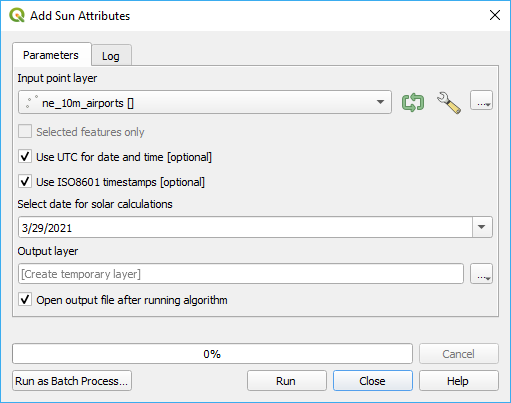 Add Sun Attributes
Parameters
Log
Input point layer
ne_10m_airports []
...
Selected features only
Use UTC for date and time [optional]
Use ISO8601 timestamps [optional]
Select date for solar calculations
3/29/2021
Output layer
[Create temporary layer]
...
Open output file after running algorithm
0%
Cancel
Run as Batch Process...
Run
Close
Help